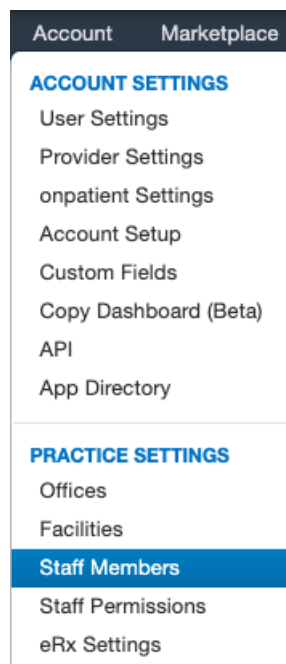 Account Marketplace
ACCOUNT SETTINGS
User Settings
Provider Settings
onpatient Settings
Account Setup
Custom Fields
Copy Dashboard (Beta)
API
App Directory
PRACTICE SETTINGS
Offices
Facilities
Staff Members
Staff Permissions
eRx Settings